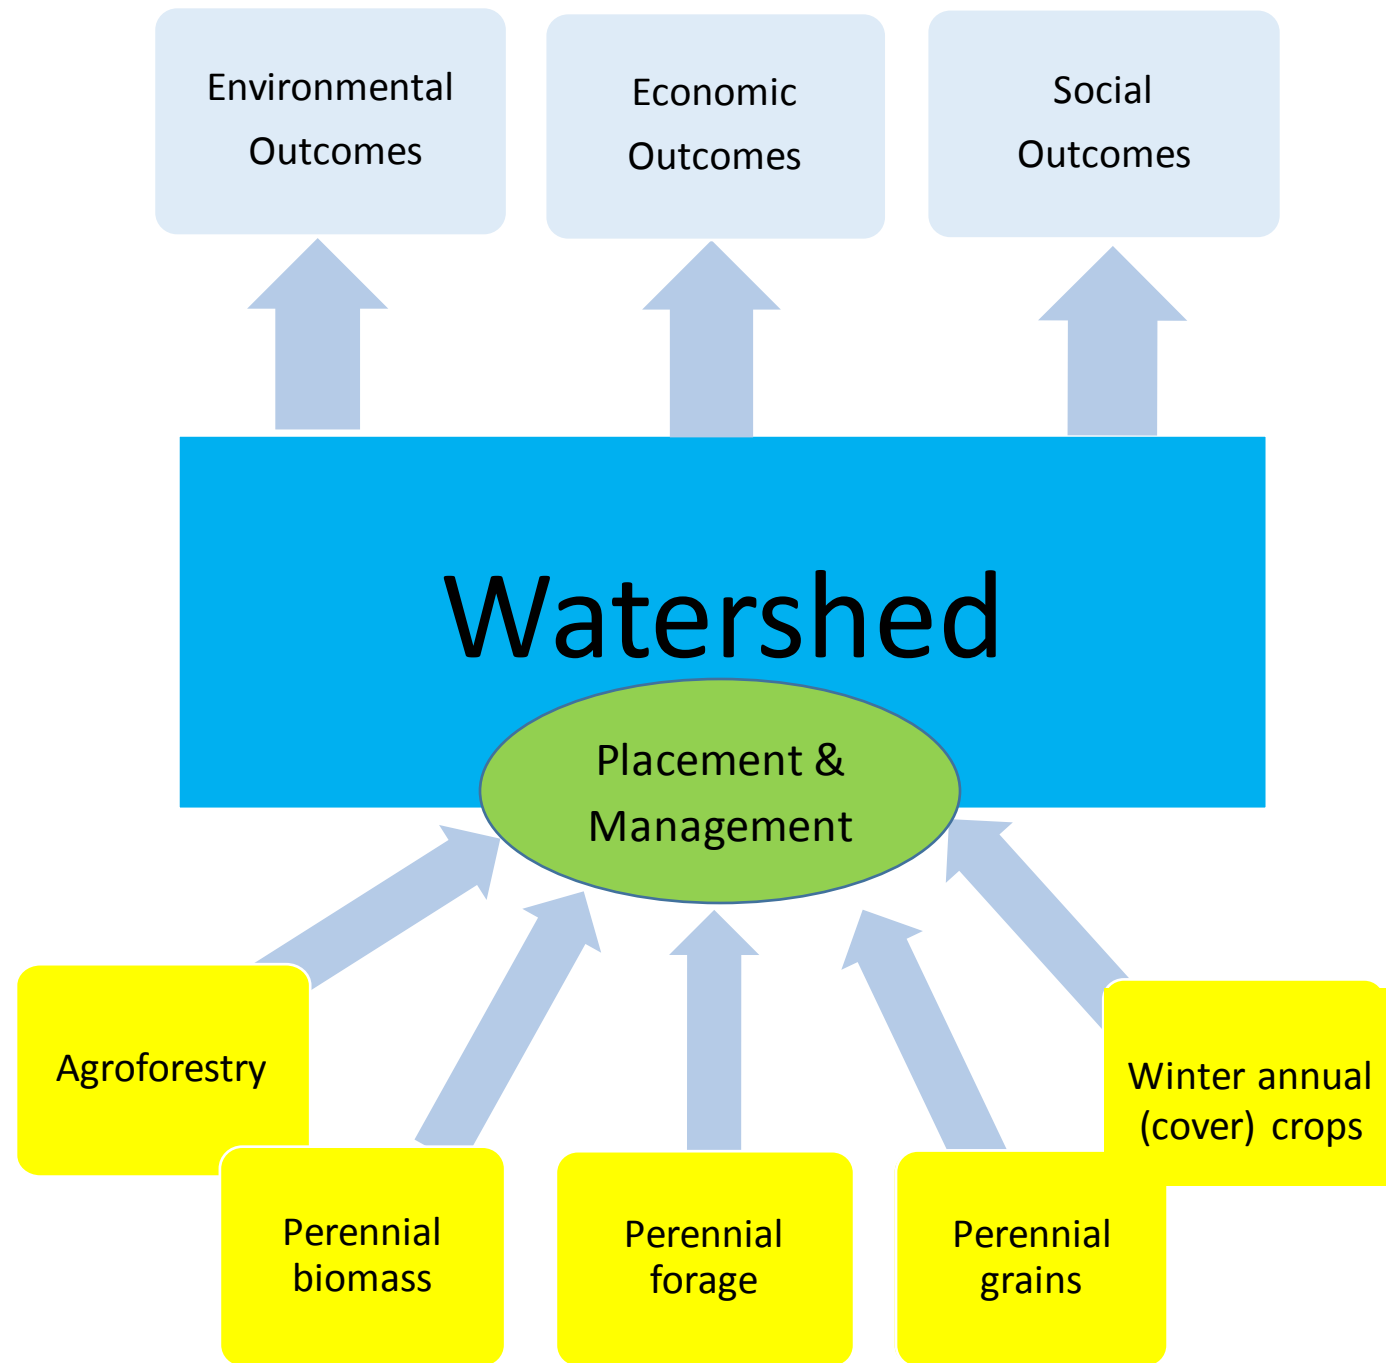 Environmental
Outcomes
Economic
Outcomes
Social
Outcomes
Watershed
Placement &
Management
Agroforestry
Winter annual
(cover) crops
Perennial
biomass
Perennial
forage
Perennial
grains